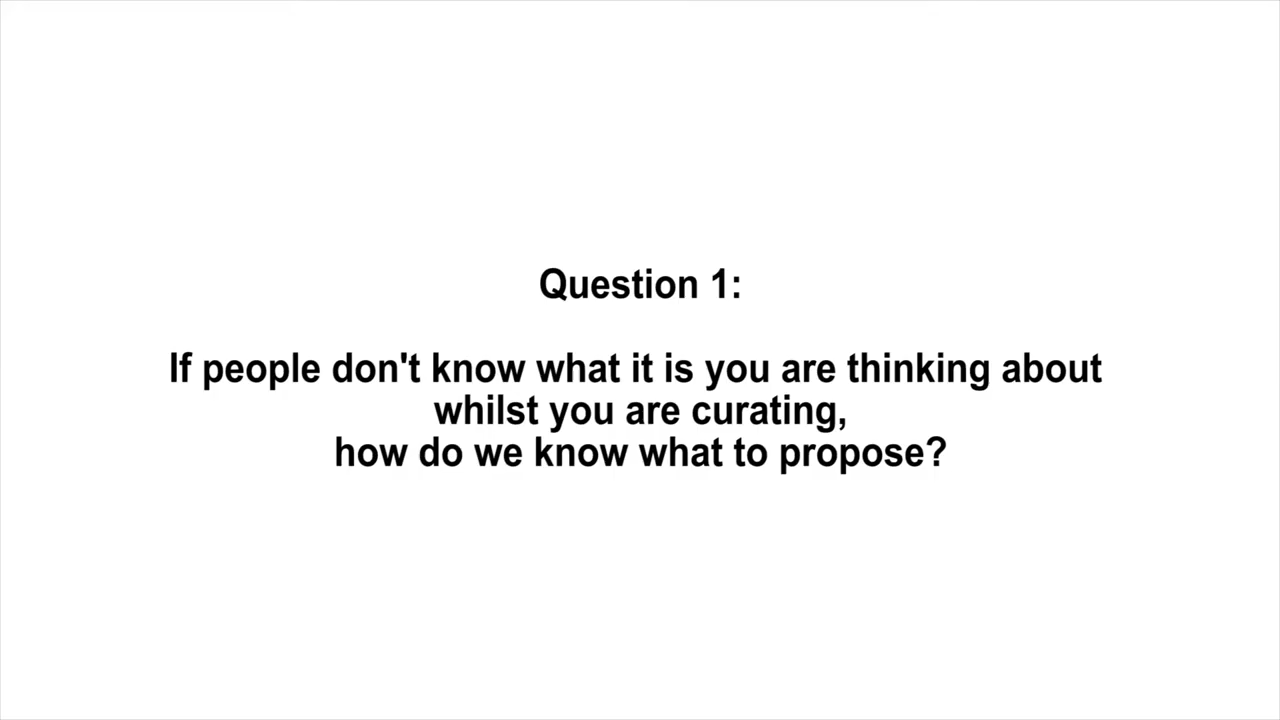 Question 1:
If people don't know what it is you are thinking about
whilst you are curating,
how do we know what to propose?